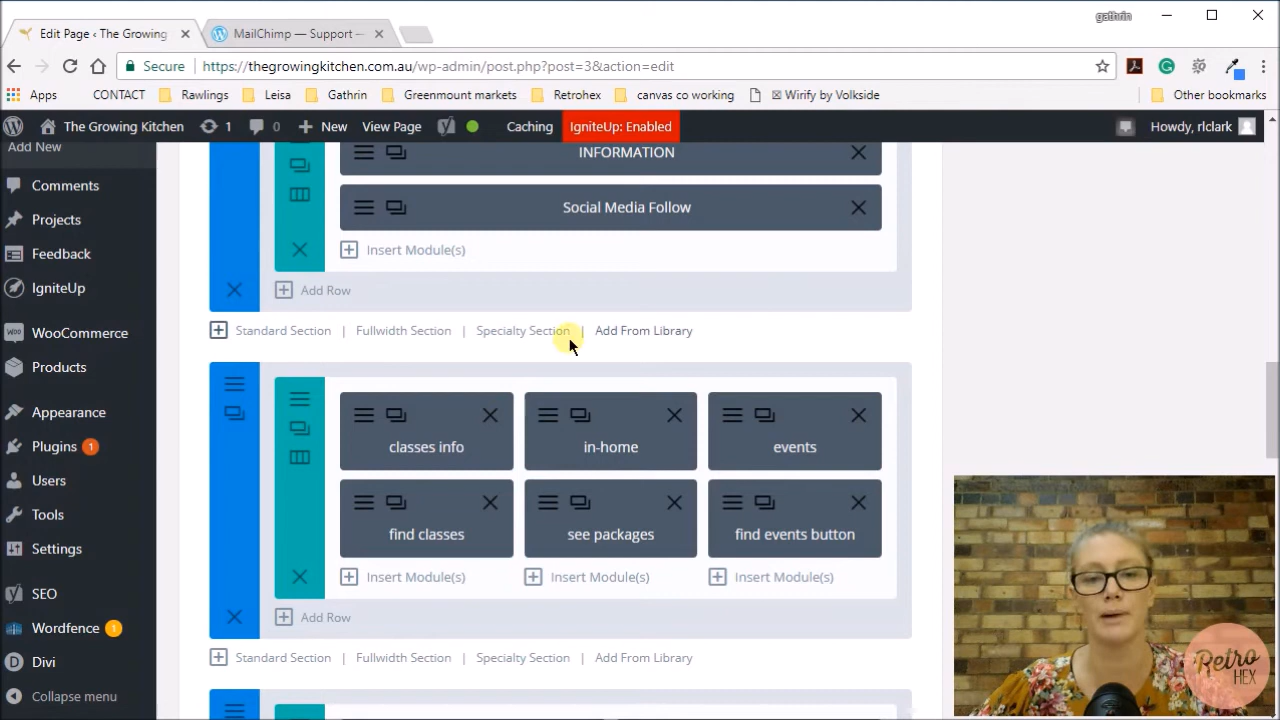 gathrin
Edit Page ‹ The Growing
MailChimp — Support —
Secure
https://thegrowingkitchen.com.au/wp-admin/post.php?post=3&action=edit
Apps
CONTACT
Rawlings
Leisa
Gathrin
Greenmount markets
Retrohex
canvas co working
Wirify by Volkside
Other bookmarks
The Growing Kitchen
1
0
New
View Page
Caching
IgniteUp: Enabled
Howdy, rlclark
Add New
Comments
Projects
Feedback
IgniteUp
WooCommerce
Products
Appearance
Plugins 1
Users
Tools
Settings
SEO
Wordfence 1
Divi
Collapse menu
INFORMATION
Social Media Follow
Insert Module(s)
Add Row
Standard Section | Fullwidth Section | Specialty Section | Add From Library
classes info
in-home
events
find classes
see packages
find events button
Insert Module(s)
Insert Module(s)
Insert Module(s)
Add Row
Standard Section | Fullwidth Section | Specialty Section | Add From Library
Retro
HEX